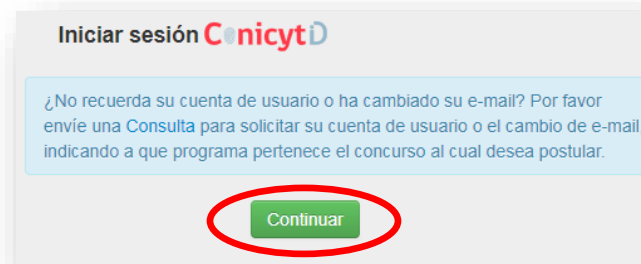 Iniciar sesión ConicytID
¿No recuerda su cuenta de usuario o ha cambiado su e-mail? Por favor
envíe una Consulta para solicitar su cuenta de usuario o el cambio de e-mail
indicando a que programa pertenece el concurso al cual desea postular.
Continuar